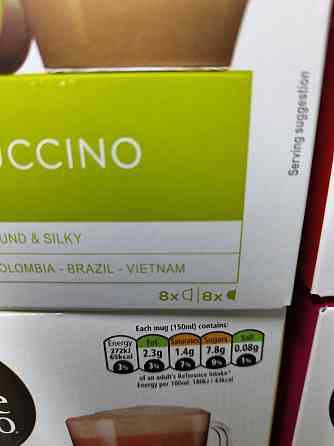 UCCINO
Serving suggestion
UND & SILKY
OLOMBIA - BRAZIL - VIETNAM
8x 8x
Each mug (150ml) contains:
Energy Fat Saturates Sugars Salt
272kJ 65kcal 2.3g 1.4g 7.8g 0.08g
3% 3% 7% 9% 1%
of an adult's Reference Intake*
Energy per 100ml: 180kJ / 43kcal
e
o.